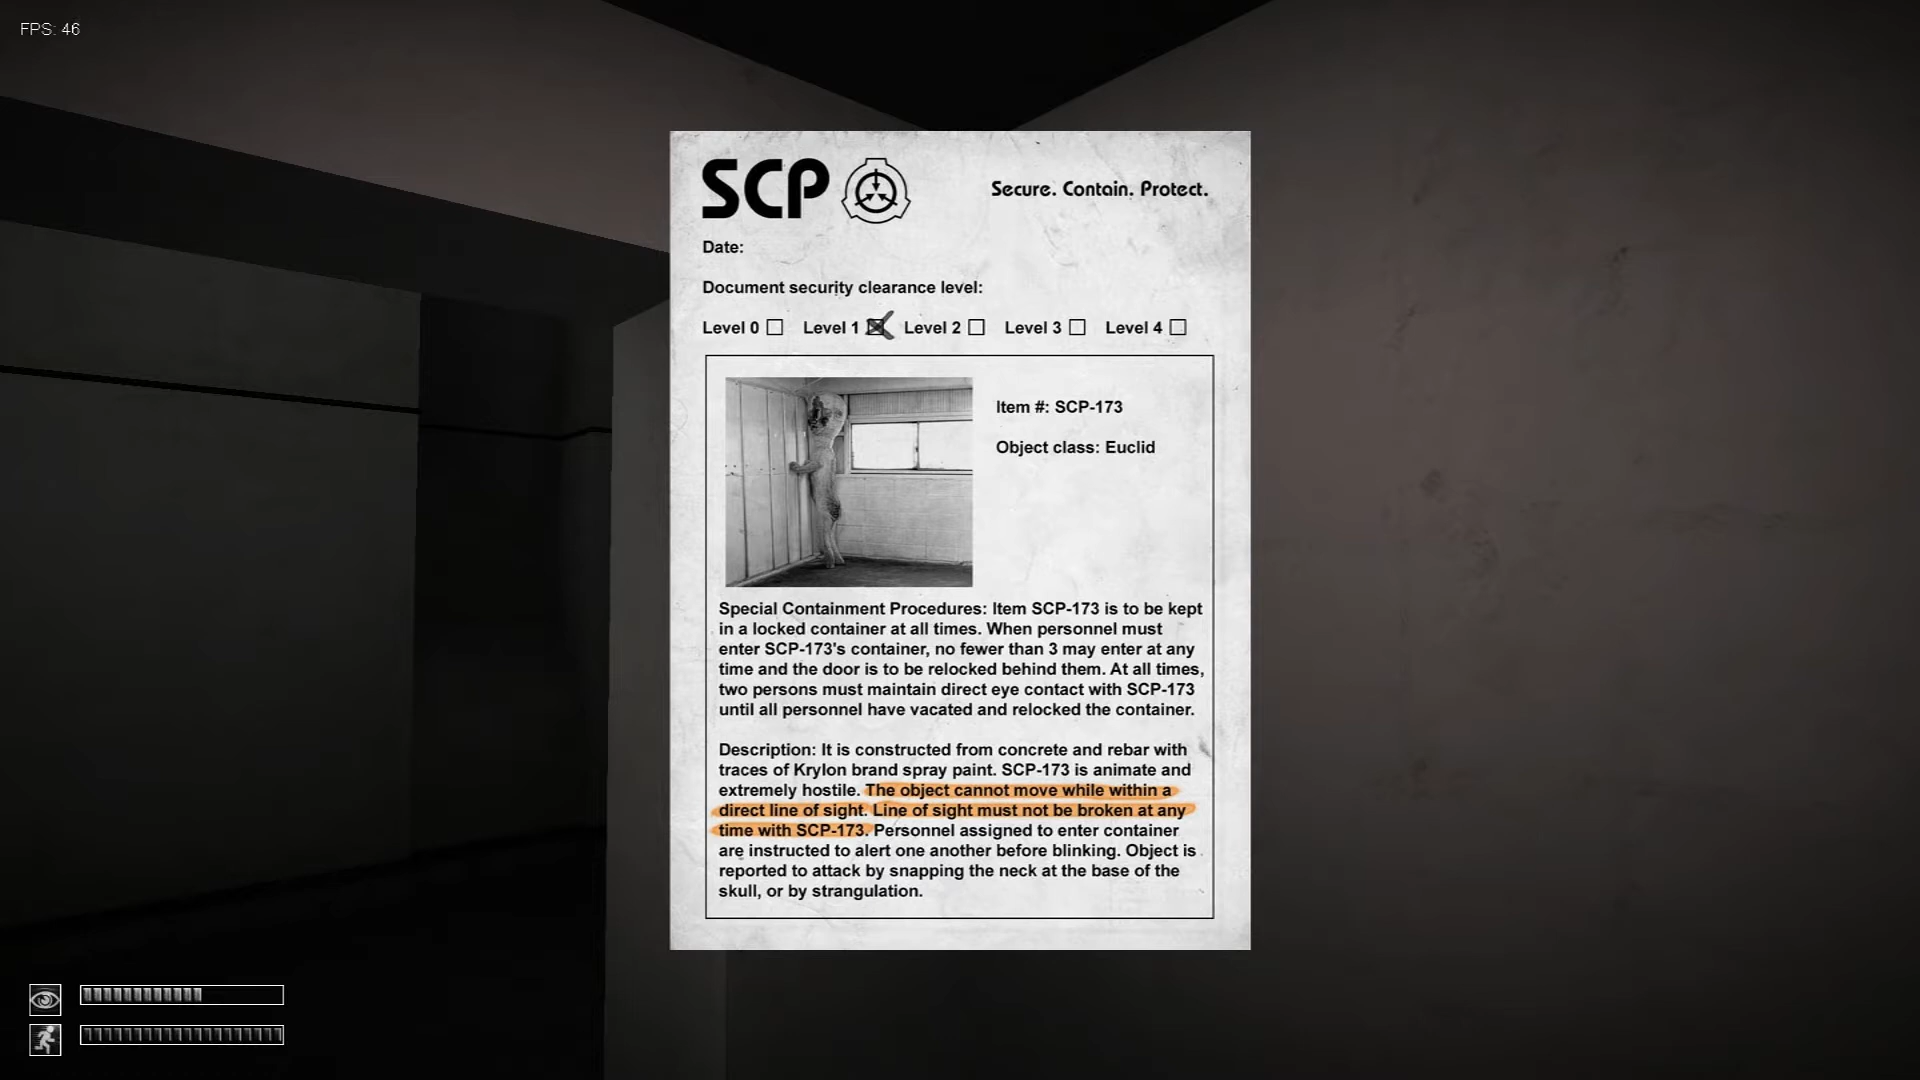 FPS: 46
SCP
Secure. Contain. Protect.
Date:
Document security clearance level:
Level 0 Level 1 Level 2 Level 3 Level 4
Item #: SCP-173
Object class: Euclid
Special Containment Procedures: Item SCP-173 is to be kept
in a locked container at all times. When personnel must
enter SCP-173's container, no fewer than 3 may enter at any
time and the door is to be relocked behind them. At all times,
two persons must maintain direct eye contact with SCP-173
until all personnel have vacated and relocked the container.
Description: It is constructed from concrete and rebar with
traces of Krylon brand spray paint. SCP-173 is animate and
extremely hostile. The object cannot move while within a
direct line of sight. Line of sight must not be broken at any
time with SCP-173. Personnel assigned to enter container
are instructed to alert one another before blinking. Object is
reported to attack by snapping the neck at the base of the
skull, or by strangulation.